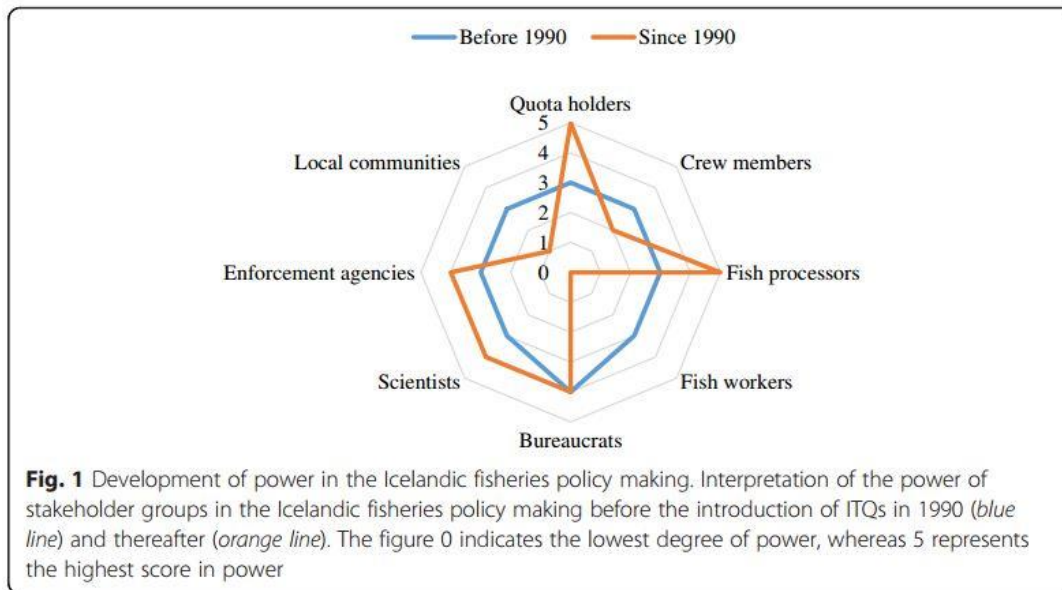 Before 1990 Since 1990
Quota holders
5
Local communities
4
Crew members
3
2
1
Enforcement agencies
0
Fish processors
Scientists
Fish workers
Bureaucrats
Fig. 1 Development of power in the Icelandic fisheries policy making. Interpretation of the power of
stakeholder groups in the Icelandic fisheries policy making before the introduction of ITQs in 1990 (blue
line) and thereafter (orange line). The figure 0 indicates the lowest degree of power, whereas 5 represents
the highest score in power